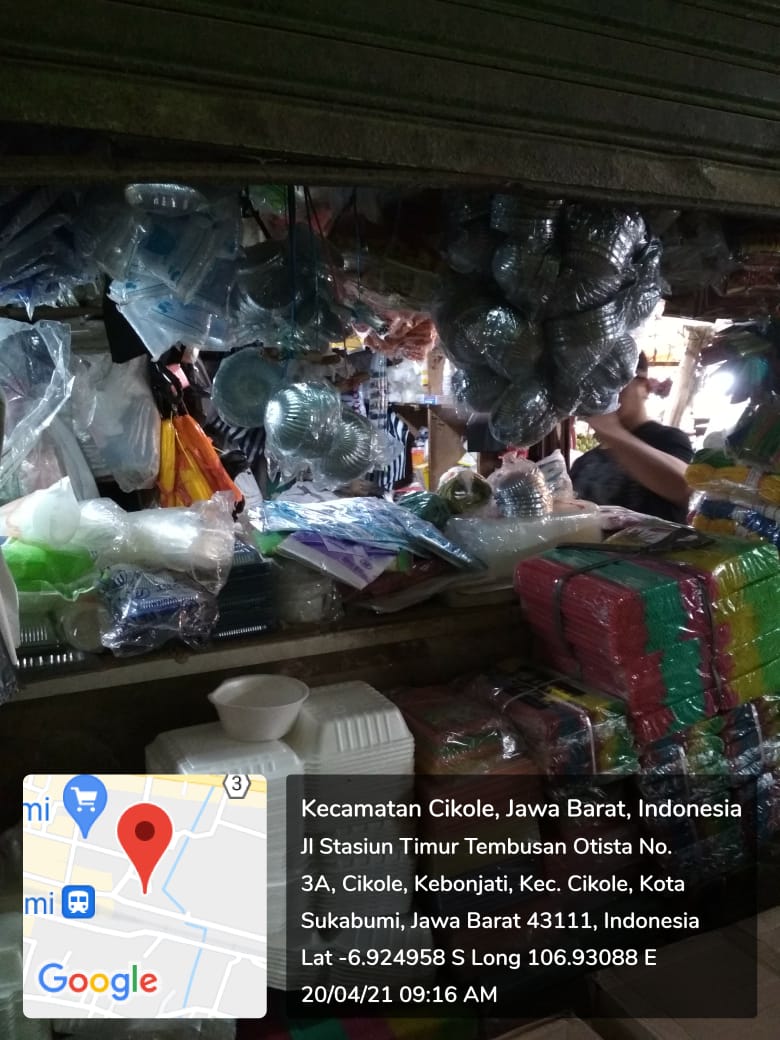 3
mi
mi
Google
Kecamatan Cikole, Jawa Barat, Indonesia
Jl Stasiun Timur Tembusan Otista No.
3A, Cikole, Kebonjati, Kec. Cikole, Kota
Sukabumi, Jawa Barat 43111, Indonesia
Lat -6.924958 S Long 106.93088 E
20/04/21 09:16 AM